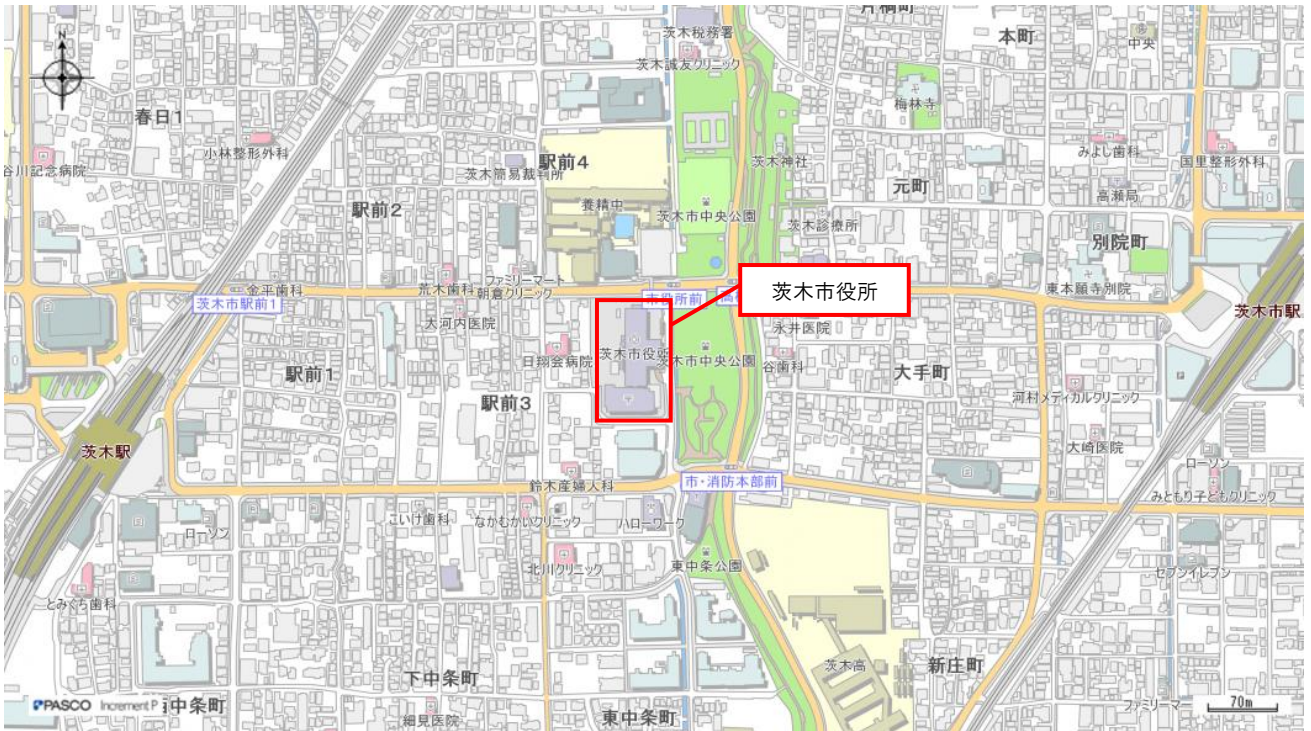 N
片桐町
茨木税務署
本町
中央
茨木誠友クリニック
梅林寺
春日1
小林整形外科
谷川記念病院
駅前4
茨木簡易裁判所
茨木神社
みよし歯科
国里整形外科
元町
高瀬局
駅前2
養精中
茨木市中央公園
茨木診療所
別院町
ファミリーマート
金平歯科
荒木歯科
朝倉クリニック
茨木市駅前1
市役所前
茨木市役所
東本願寺別院
茨木市駅
大河内医院
永井医院
日翔会病院
茨木市役所
茨木市中央公園
谷歯科
駅前1
大手町
河村メディカルクリニック
駅前3
茨木駅
大崎医院
ローソン
鈴木産婦人科
市・消防本部前
みともり子どもクリニック
こいけ歯科
なかむかいクリニック
ハローワーク
ローソン
北川クリニック
東中条公園
セブンイレブン
とみぐち歯科
茨木高
新庄町
下中条町
PASCO Increment P
中条町
細見医院
東中条町
ファミリーマー
70m